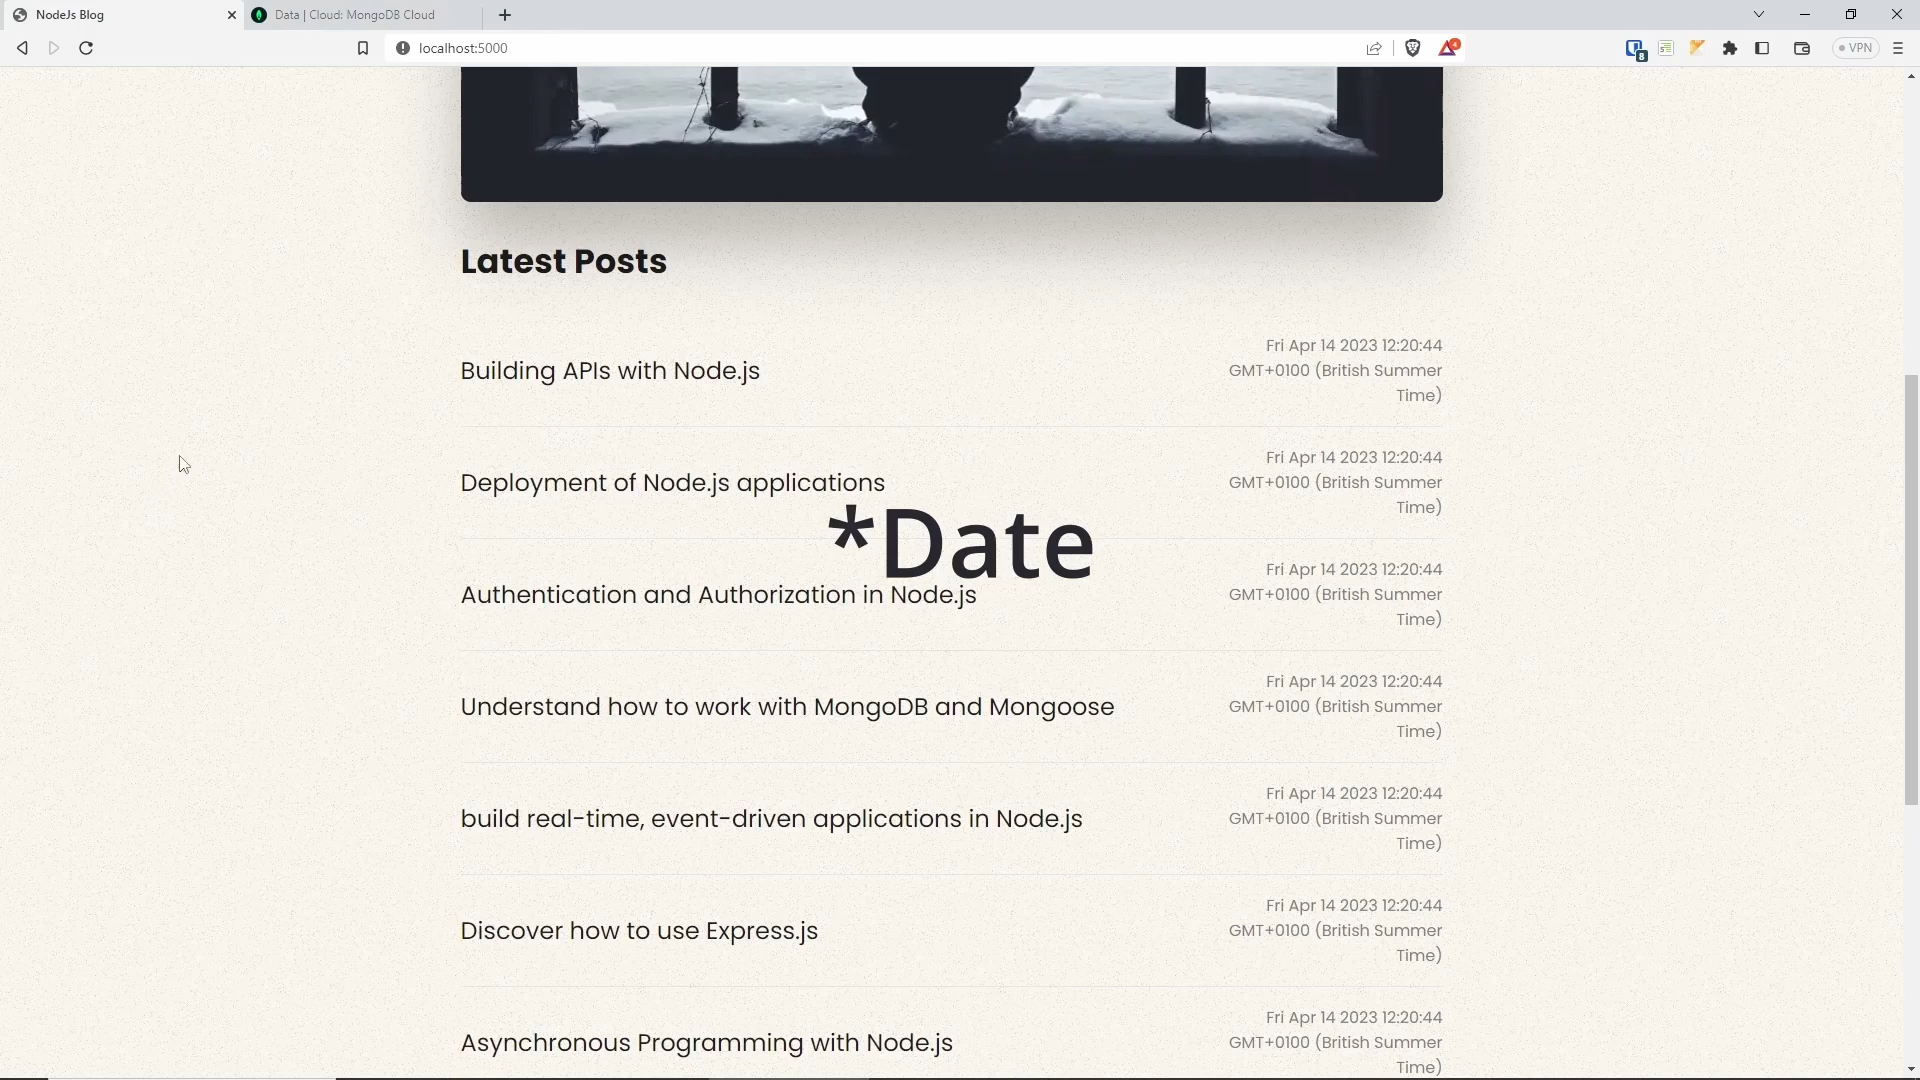 NodeJs Blog
Data | Cloud: MongoDB Cloud
localhost:5000
4
8
VPN
Latest Posts
Building APIs with Node.js
Fri Apr 14 2023 12:20:44
GMT+0100 (British Summer
Time)
Deployment of Node.js applications
Fri Apr 14 2023 12:20:44
GMT+0100 (British Summer
Time)
*Date
Authentication and Authorization in Node.js
Fri Apr 14 2023 12:20:44
GMT+0100 (British Summer
Time)
Understand how to work with MongoDB and Mongoose
Fri Apr 14 2023 12:20:44
GMT+0100 (British Summer
Time)
build real-time, event-driven applications in Node.js
Fri Apr 14 2023 12:20:44
GMT+0100 (British Summer
Time)
Discover how to use Express.js
Fri Apr 14 2023 12:20:44
GMT+0100 (British Summer
Time)
Asynchronous Programming with Node.js
Fri Apr 14 2023 12:20:44
GMT+0100 (British Summer
Time)